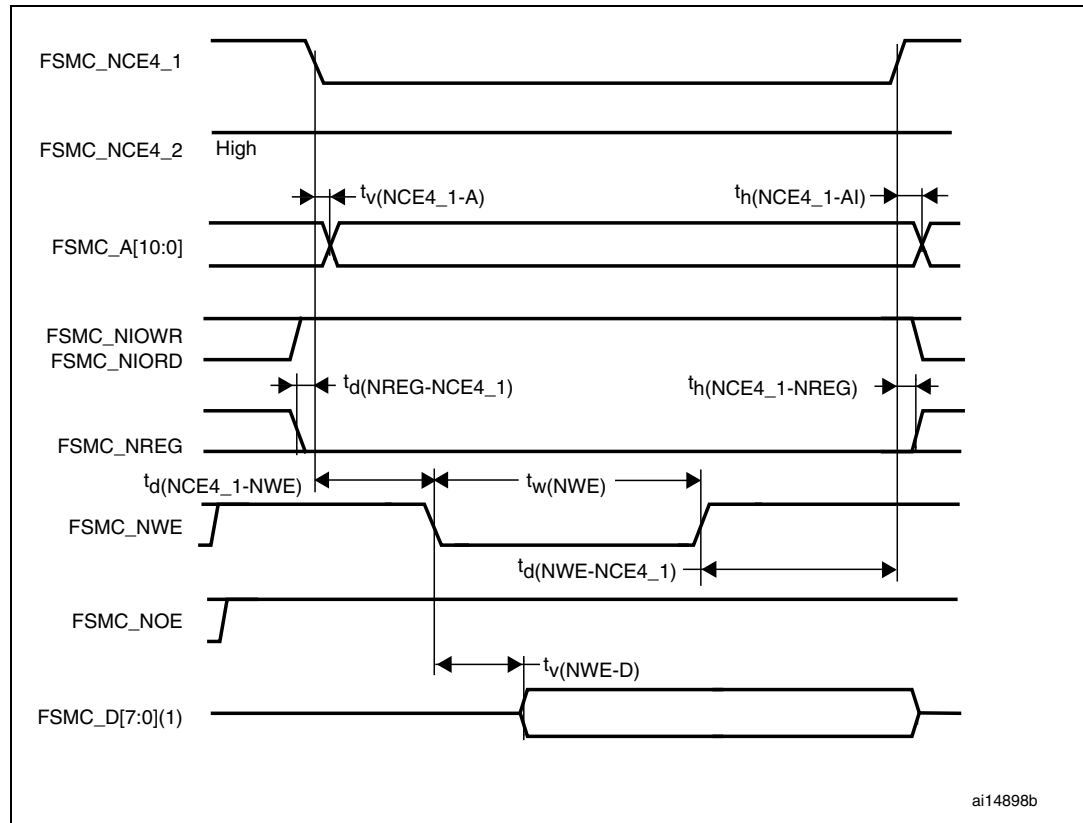 FSMC_NCE4_1
FSMC_NCE4_2 High
tv(NCE4_1-A) th(NCE4_1-AI)
FSMC_A[10:0]
FSMC_NIOWR
FSMC_NIORD
td(NREG-NCE4_1) th(NCE4_1-NREG)
FSMC_NREG
td(NCE4_1-NWE) tw(NWE)
FSMC_NWE
td(NWE-NCE4_1)
FSMC_NOE
tv(NWE-D)
FSMC_D[7:0](1)
ai14898b